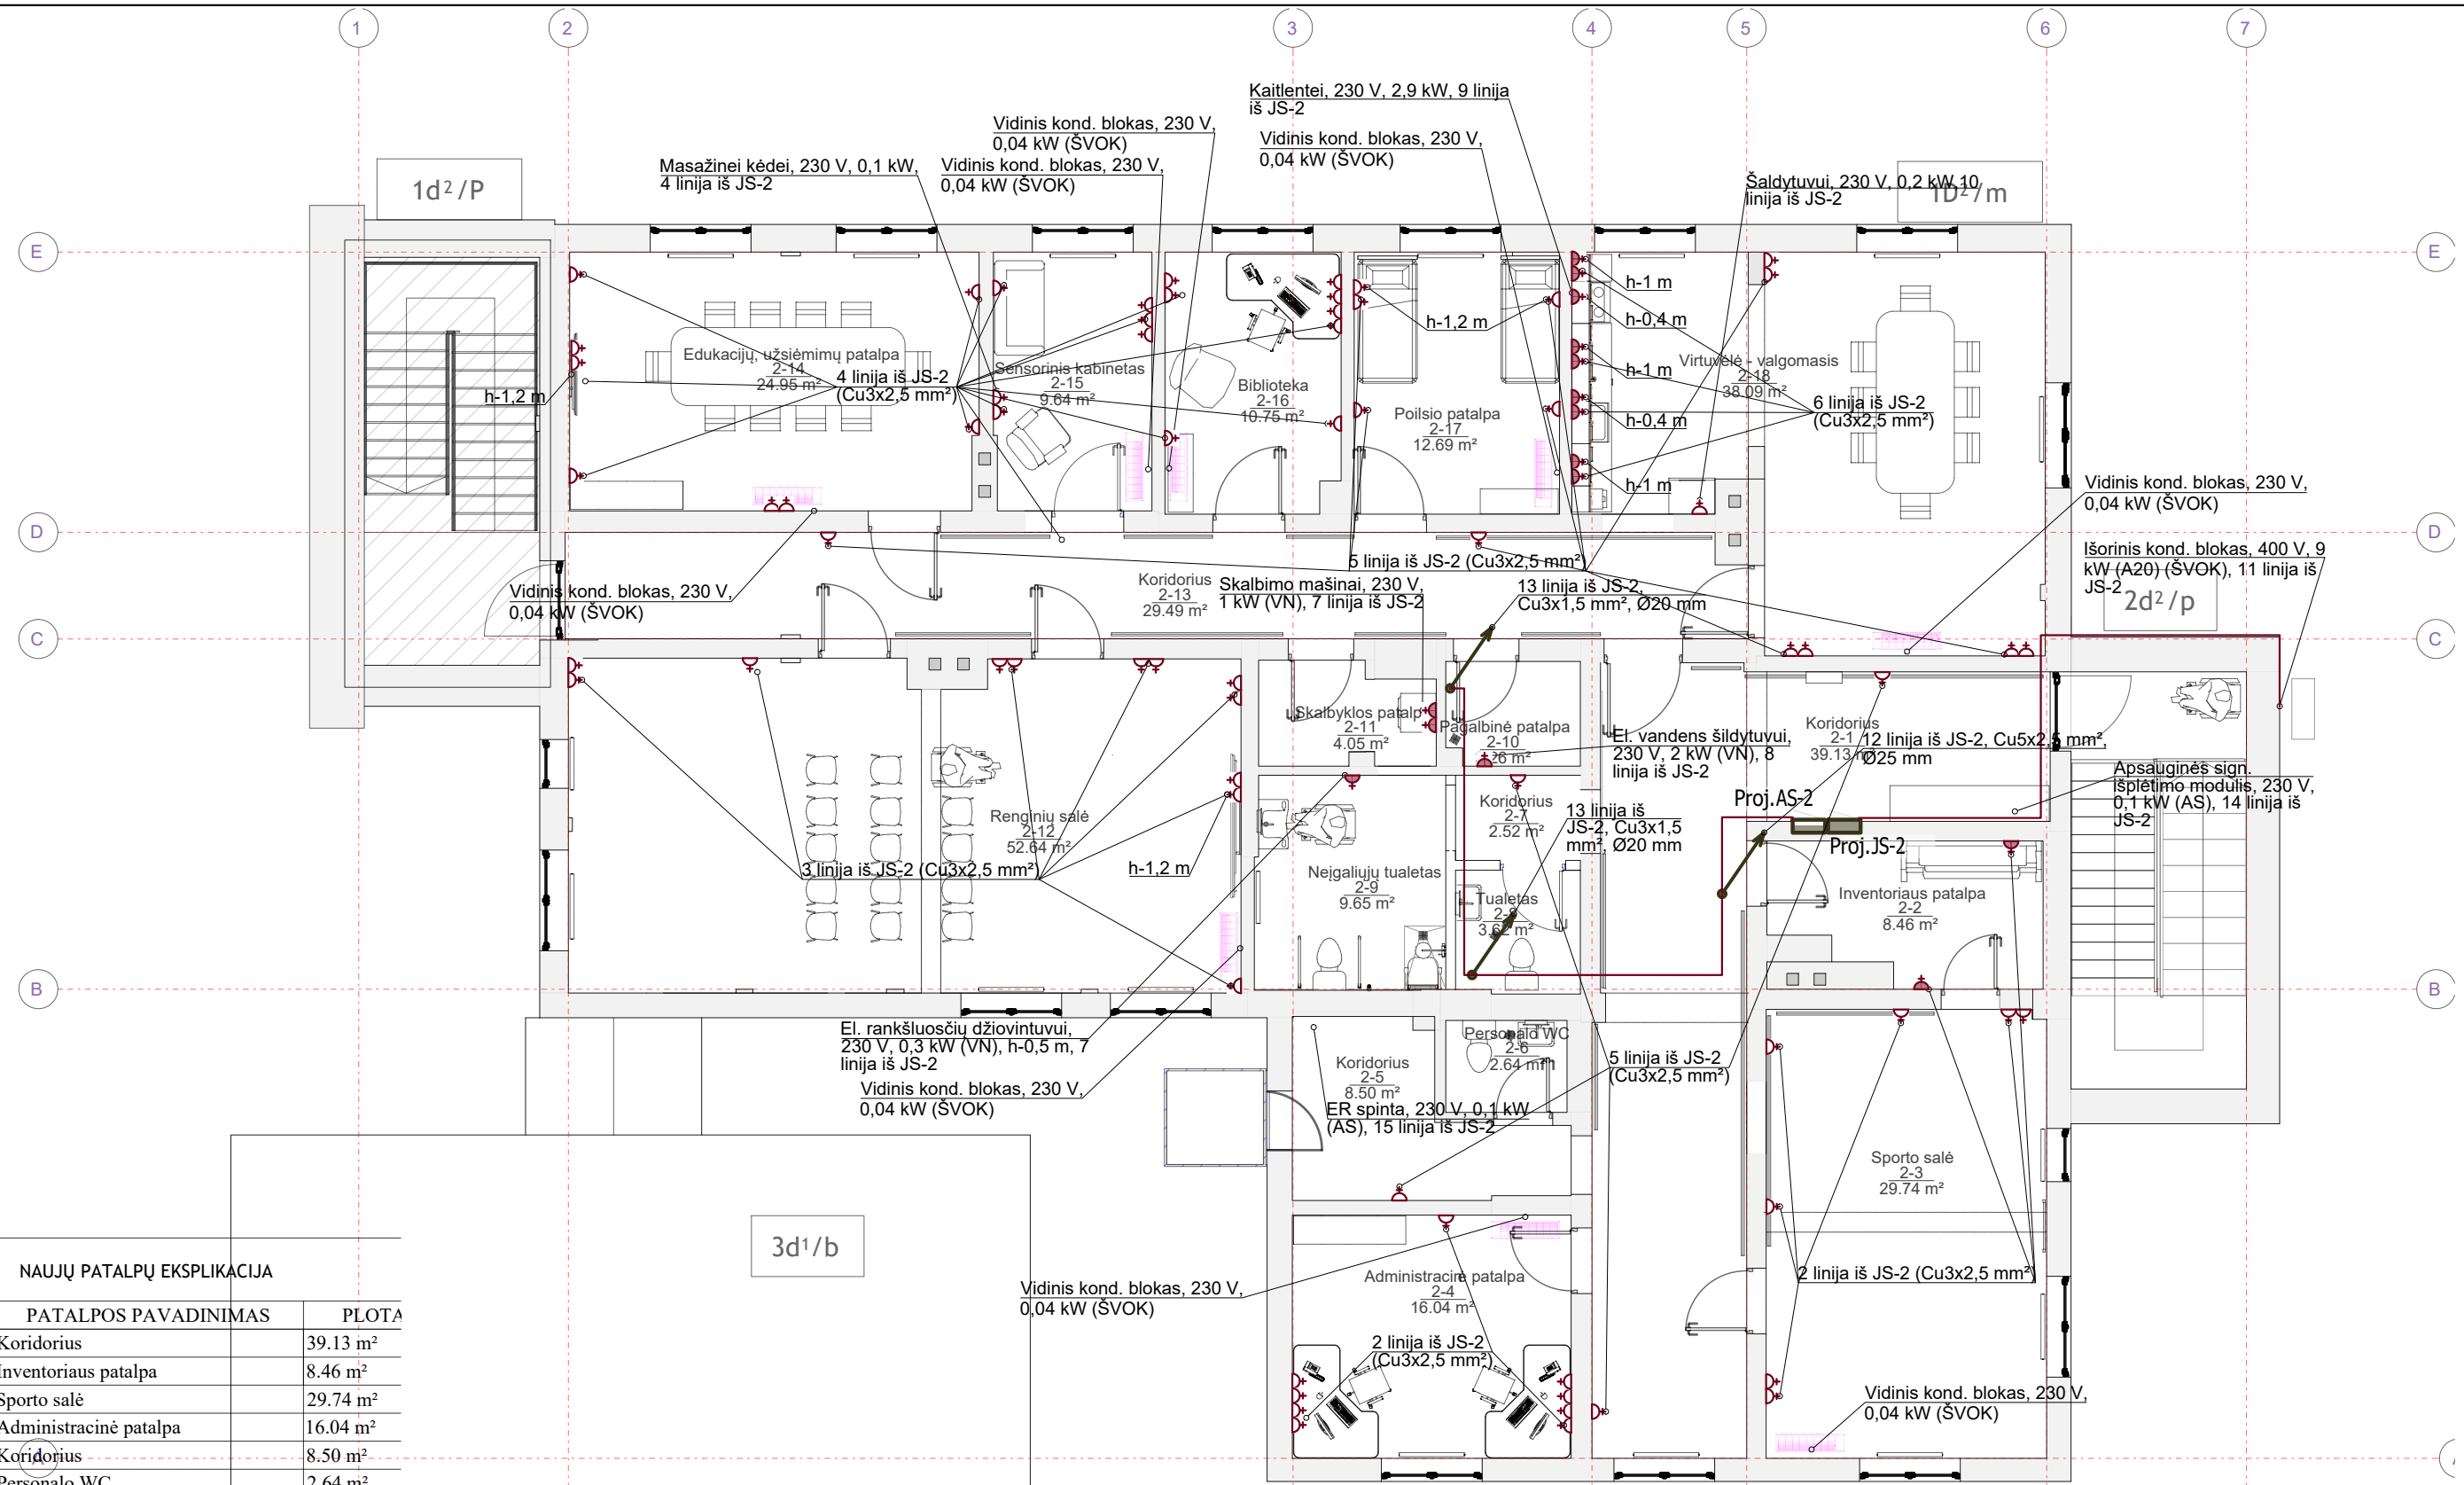 1
2
3
4
5
6
7
Kaitlentei, 230 V, 2,9 kW, 9 linija
iš JS-2
Vidinis kond. blokas, 230 V,
0,04 kW (ŠVOK)
Vidinis kond. blokas, 230 V,
0,04 kW (ŠVOK)
Masažinei kėdei, 230 V, 0,1 kW,
4 linija iš JS-2
Vidinis kond. blokas, 230 V,
0,04 kW (ŠVOK)
Šaldytuvui, 230 V, 0,2 kW 10
linija iš JS-2
1d²/P
1D²/m
E
E
h-1 m
h-0,4 m
h-1,2 m
Edukacijų, užsiėmimų patalpa
2-14
24.95 m²
4 linija iš JS-2
(Cu3x2,5 mm²)
h-1,2 m
Sensorinis kabinetas
2-15
9.64 m²
Biblioteka
2-16
10.75 m²
Poilsio patalpa
2-17
12.69 m²
h-1 m
h-0,4 m
h-1 m
Virtuvėlė - valgomasis
2-18
38.09 m²
6 linija iš JS-2
(Cu3x2,5 mm²)
Vidinis kond. blokas, 230 V,
0,04 kW (ŠVOK)
D
D
Išorinis kond. blokas, 400 V, 9
kW (A20) (ŠVOK), 11 linija iš
JS-2
2d²/p
5 linija iš JS-2 (Cu3x2,5 mm²)
Vidinis kond. blokas, 230 V,
0,04 kW (ŠVOK)
Koridorius
2-13
29.49 m²
Skalbimo mašinai, 230 V,
1 kW (VN), 7 linija iš JS-2
13 linija iš JS-2,
Cu3x1,5 mm², Ø20 mm
C
C
Skalbyklos patalp
2-11
4.05 m²
Pagalbinė patalpa
2-10
26 m²
El. vandens šildytuvui,
230 V, 2 kW (VN), 8
linija iš JS-2
Koridorius
2-1
39.13 m²
12 linija iš JS-2, Cu5x2,5 mm²,
Ø25 mm
Apsauginės sign.
išplėtimo modulis, 230 V,
0,1 kW (AS), 14 linija iš
JS-2
Proj.AS-2
Proj.JS-2
Renginių salė
2-12
52.64 m²
3 linija iš JS-2 (Cu3x2,5 mm²)
h-1,2 m
Koridorius
2-7
2.52 m²
13 linija iš
JS-2, Cu3x1,5
mm², Ø20 mm
Neįgaliųjų tualetas
2-9
9.65 m²
Tualetas
2-8
3.62 m²
Inventoriaus patalpa
2-2
8.46 m²
B
B
El. rankšluosčių džiovintuvui,
230 V, 0,3 kW (VN), h-0,5 m, 7
linija iš JS-2
Vidinis kond. blokas, 230 V,
0,04 kW (ŠVOK)
Personalo WC
2-6
2.64 m²
Koridorius
2-5
8.50 m²
5 linija iš JS-2
(Cu3x2,5 mm²)
ER spinta, 230 V, 0,1 kW
(AS), 15 linija iš JS-2
Sporto salė
2-3
29.74 m²
3d¹/b
Administracinė patalpa
2-4
16.04 m²
Vidinis kond. blokas, 230 V,
0,04 kW (ŠVOK)
2 linija iš JS-2 (Cu3x2,5 mm²)
2 linija iš JS-2
(Cu3x2,5 mm²)
Vidinis kond. blokas, 230 V,
0,04 kW (ŠVOK)
NAUJŲ PATALPŲ EKSPLIKACIJA
PATALPOS PAVADINIMAS PLOTA
Koridorius 39.13 m²
Inventoriaus patalpa 8.46 m²
Sporto salė 29.74 m²
Administracinė patalpa 16.04 m²
Koridorius 8.50 m²
Personalo WC 2.64 m²
A